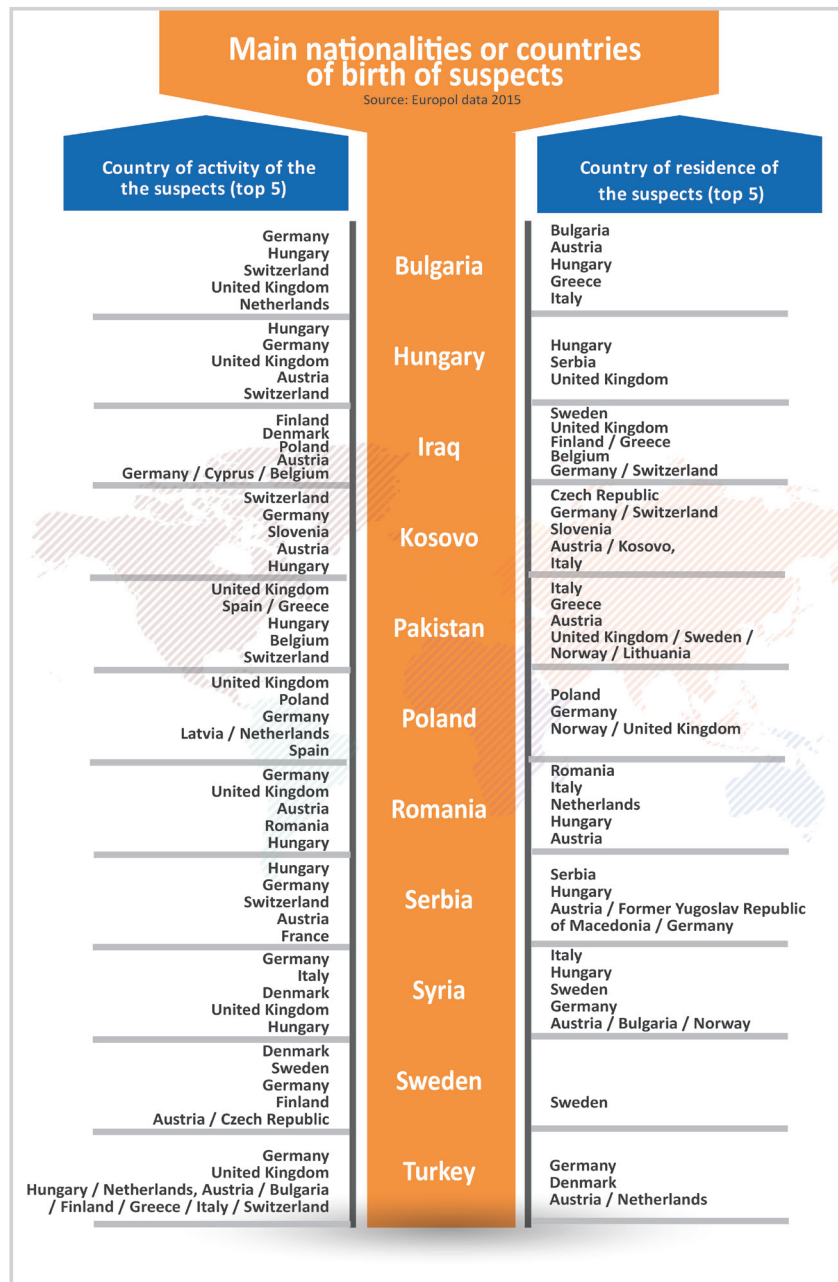 Main nationalities or countries
of birth of suspects
Source: Europol data 2015
Country of activity of the
the suspects (top 5)
Country of residence of
the suspects (top 5)
Germany
Hungary
Switzerland
United Kingdom
Netherlands
Bulgaria
Bulgaria
Austria
Hungary
Greece
Italy
Hungary
Germany
United Kingdom
Austria
Switzerland
Hungary
Hungary
Serbia
United Kingdom
Finland
Denmark
Poland
Austria
Germany / Cyprus / Belgium
Iraq
Sweden
United Kingdom
Finland / Greece
Belgium
Germany / Switzerland
Switzerland
Germany
Slovenia
Austria
Hungary
Kosovo
Czech Republic
Germany / Switzerland
Slovenia
Austria / Kosovo,
Italy
United Kingdom
Spain / Greece
Hungary
Belgium
Switzerland
Pakistan
Italy
Greece
Austria
United Kingdom / Sweden /
Norway / Lithuania
United Kingdom
Poland
Germany
Latvia / Netherlands
Spain
Poland
Poland
Germany
Norway / United Kingdom
Germany
United Kingdom
Austria
Romania
Hungary
Romania
Romania
Italy
Netherlands
Hungary
Austria
Hungary
Germany
Switzerland
Austria
France
Serbia
Serbia
Hungary
Austria / Former Yugoslav Republic
of Macedonia / Germany
Germany
Italy
Denmark
United Kingdom
Hungary
Syria
Italy
Hungary
Sweden
Germany
Austria / Bulgaria / Norway
Denmark
Sweden
Germany
Finland
Austria / Czech Republic
Sweden
Sweden
Germany
United Kingdom
Hungary / Netherlands, Austria / Bulgaria
/ Finland / Greece / Italy / Switzerland
Turkey
Germany
Denmark
Austria / Netherlands